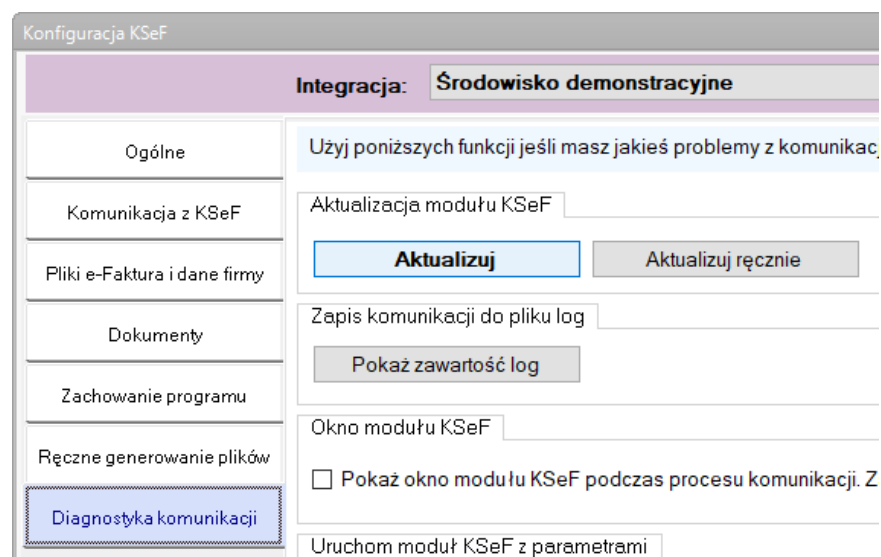 Konfiguracja KSeF
Integracja: Środowisko demonstracyjne
Ogólne
Komunikacja z KSeF
Pliki e-Faktura i dane firmy
Dokumenty
Zachowanie programu
Ręczne generowanie plików
Diagnostyka komunikacji
Użyj poniższych funkcji jeśli masz jakieś problemy z komunikac
Aktualizacja modułu KSeF
Aktualizuj Aktualizuj ręcznie
Zapis komunikacji do pliku log
Pokaż zawartość log
Okno modułu KSeF
Pokaż okno modułu KSeF podczas procesu komunikacji. Z
Uruchom moduł KSeF z parametrami